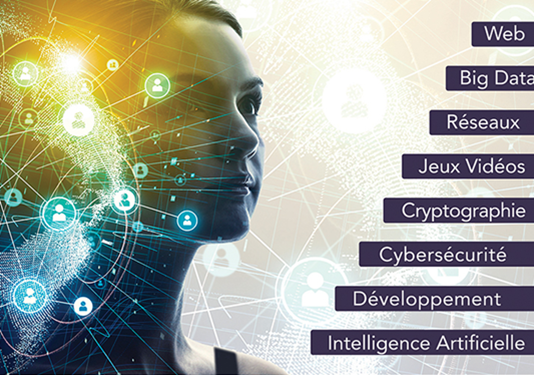 Web
Big Data
Réseaux
Jeux Vidéos
Cryptographie
Cybersécurité
Développement
Intelligence Artificielle